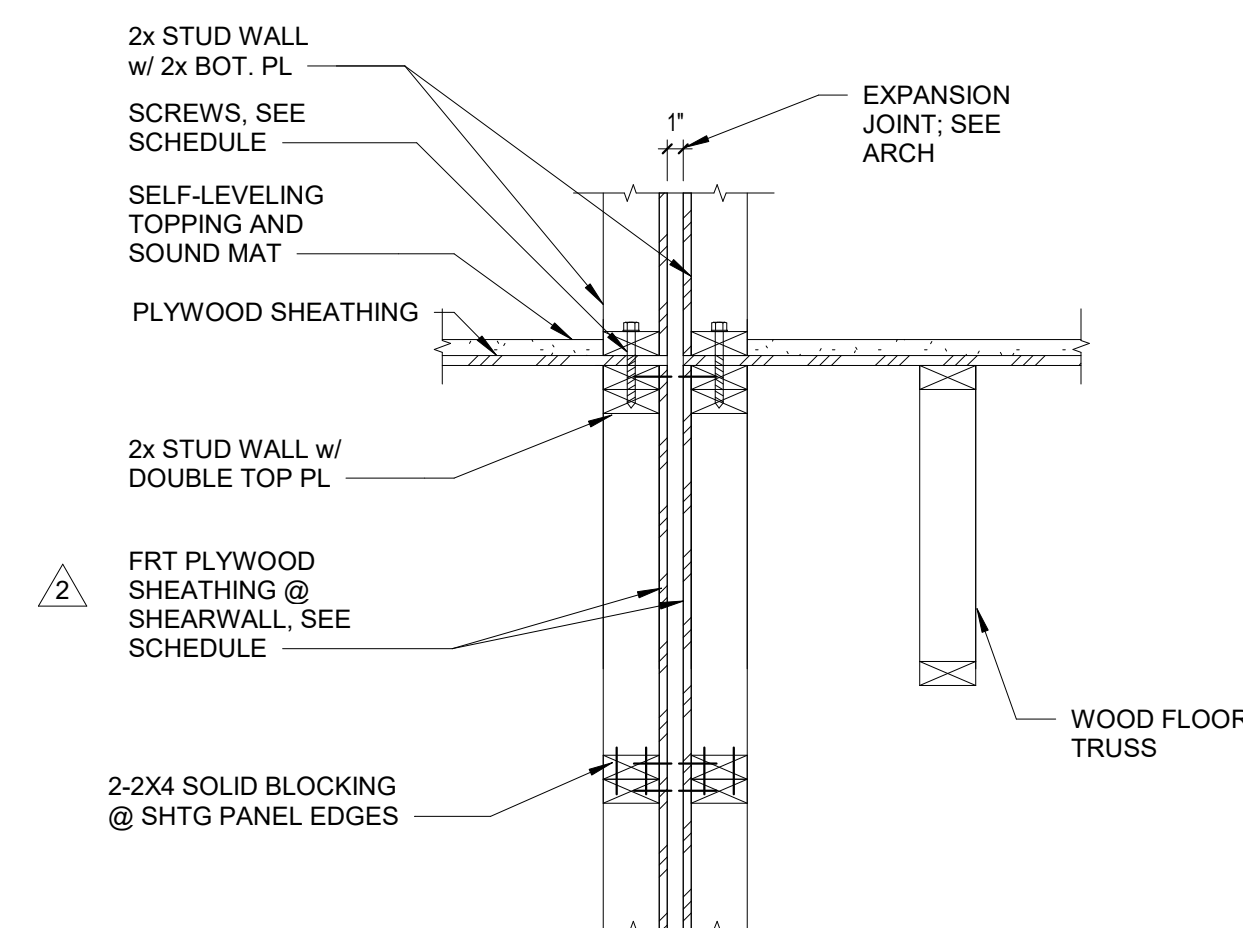 2x STUD WALL
w/ 2x BOT. PL
SCREWS, SEE
SCHEDULE
SELF-LEVELING
TOPPING AND
SOUND MAT
PLYWOOD SHEATHING
1"
EXPANSION
JOINT; SEE
ARCH
2x STUD WALL w/
DOUBLE TOP PL
2
FRT PLYWOOD
SHEATHING @
SHEARWALL, SEE
SCHEDULE
WOOD FLOOR
TRUSS
2-2X4 SOLID BLOCKING
@ SHTG PANEL EDGES